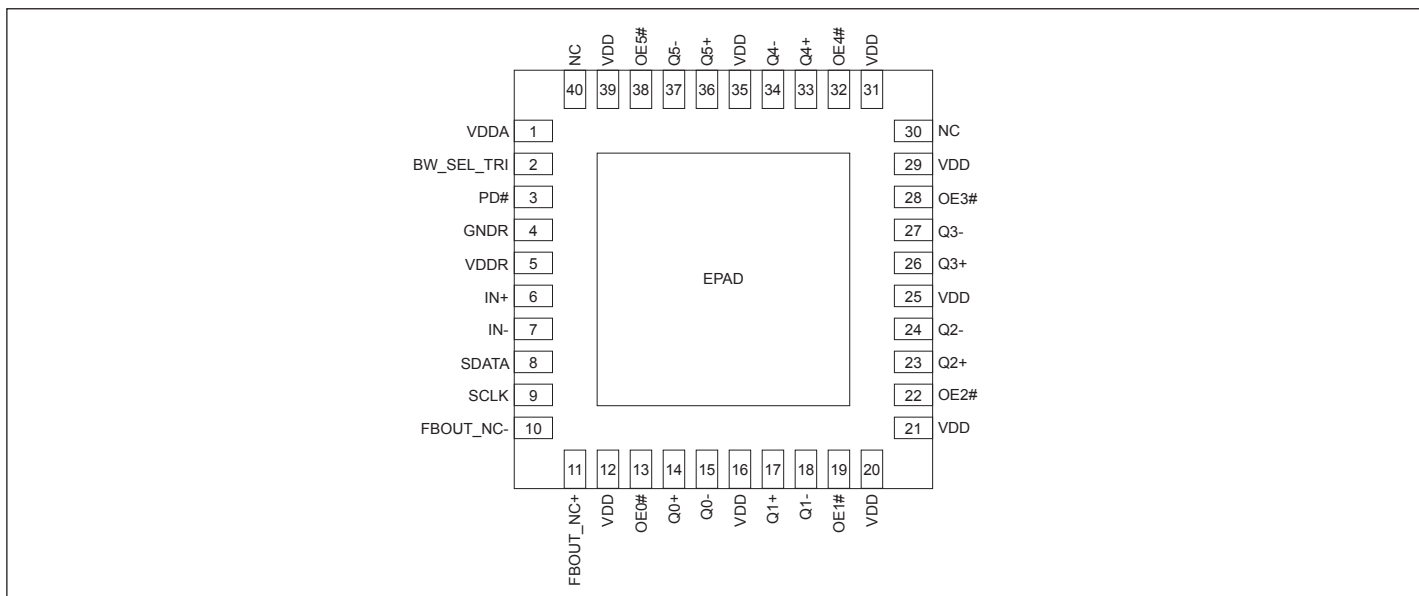 NC VDD OE5# Q5- Q5+ VDD Q4- Q4+ OE4# VDD
40 39 38 37 36 35 34 33 32 31
VDDA 1 30 NC
BW_SEL_TRI 2 29 VDD
PD# 3 28 OE3#
GNDR 4 27 Q3-
VDDR 5 26 Q3+
EPAD
IN+ 6 25 VDD
IN- 7 24 Q2-
SDATA 8 23 Q2+
SCLK 9 22 OE2#
FBOUT_NC- 10 21 VDD
11 12 13 14 15 16 17 18 19 20
FBOUT_NC+ VDD OE0# Q0+ Q0- VDD Q1+ Q1- OE1# VDD